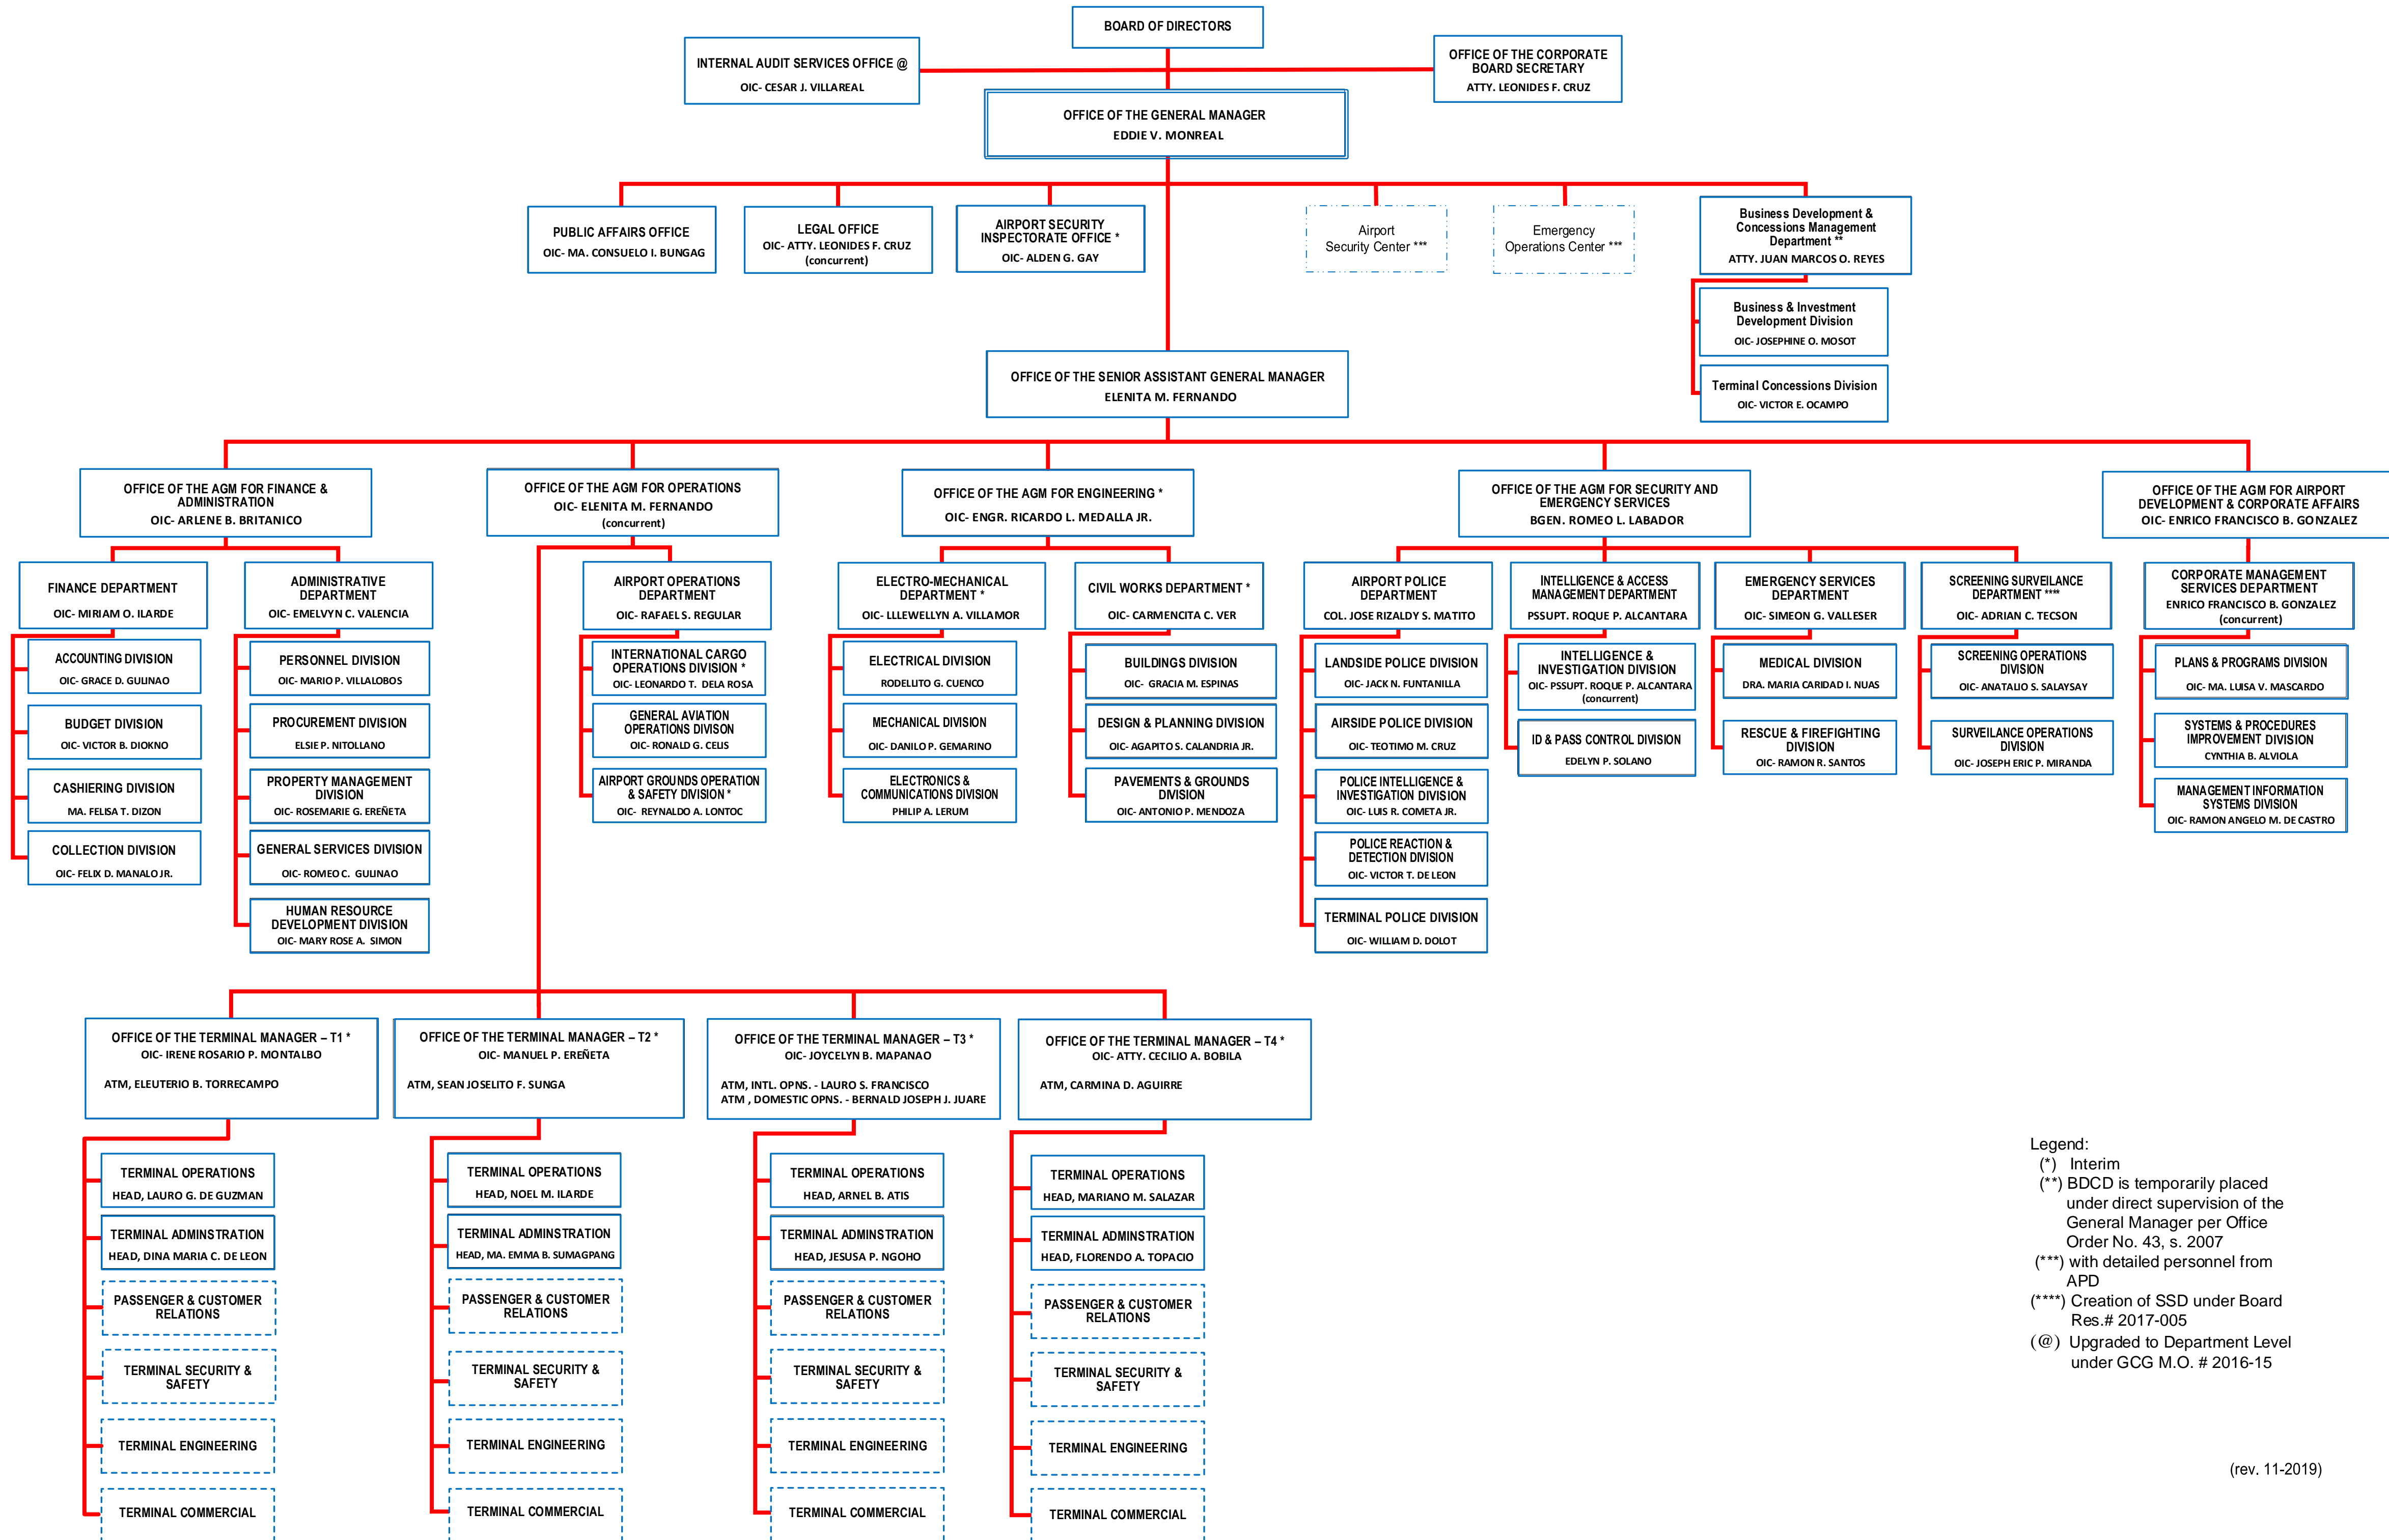 BOARD OF DIRECTORS
INTERNAL AUDIT SERVICES OFFICE @
OIC- CESAR J. VILLAREAL
OFFICE OF THE CORPORATE
BOARD SECRETARY
ATTY. LEONIDES F. CRUZ
OFFICE OF THE GENERAL MANAGER
EDDIE V. MONREAL
PUBLIC AFFAIRS OFFICE
OIC- MA. CONSUELO I. BUNGAG
LEGAL OFFICE
OIC- ATTY. LEONIDES F. CRUZ
(concurrent)
AIRPORT SECURITY
INSPECTORATE OFFICE *
OIC- ALDEN G. GAY
Airport
Security Center ***
Emergency
Operations Center ***
Business Development &
Concessions Management
Department **
ATTY. JUAN MARCOS O. REYES
Business & Investment
Development Division
OIC- JOSEPHINE O. MOSOT
Terminal Concessions Division
OIC- VICTOR E. OCAMPO
OFFICE OF THE SENIOR ASSISTANT GENERAL MANAGER
ELENITA M. FERNANDO
OFFICE OF THE AGM FOR FINANCE &
ADMINISTRATION
OIC- ARLENE B. BRITANICO
OFFICE OF THE AGM FOR OPERATIONS
OIC- ELENITA M. FERNANDO
(concurrent)
OFFICE OF THE AGM FOR ENGINEERING *
OIC- ENGR. RICARDO L. MEDALLA JR.
OFFICE OF THE AGM FOR SECURITY AND
EMERGENCY SERVICES
BGEN. ROMEO L. LABADOR
OFFICE OF THE AGM FOR AIRPORT
DEVELOPMENT & CORPORATE AFFAIRS
OIC- ENRICO FRANCISCO B. GONZALEZ
FINANCE DEPARTMENT
OIC- MIRIAM O. ILARDE
ACCOUNTING DIVISION
OIC- GRACE D. GULINAO
BUDGET DIVISION
OIC- VICTOR B. DIOKNO
CASHIERING DIVISION
MA. FELISA T. DIZON
COLLECTION DIVISION
OIC- FELIX D. MANALO JR.
ADMINISTRATIVE
DEPARTMENT
OIC- EMELVYN C. VALENCIA
PERSONNEL DIVISION
OIC- MARIO P. VILLALOBOS
PROCUREMENT DIVISION
ELSIE P. NITOLLANO
PROPERTY MANAGEMENT
DIVISION
OIC- ROSEMARIE G. EREÑETA
GENERAL SERVICES DIVISION
OIC- ROMEO C. GULINAO
HUMAN RESOURCE
DEVELOPMENT DIVISION
OIC- MARY ROSE A. SIMON
AIRPORT OPERATIONS
DEPARTMENT
OIC- RAFAEL S. REGULAR
INTERNATIONAL CARGO
OPERATIONS DIVISION *
OIC- LEONARDO T. DELA ROSA
GENERAL AVIATION
OPERATIONS DIVISON
OIC- RONALD G. CELIS
AIRPORT GROUNDS OPERATION
& SAFETY DIVISION *
OIC- REYNALDO A. LONTOC
ELECTRO-MECHANICAL
DEPARTMENT *
OIC- LLLEWELLYN A. VILLAMOR
ELECTRICAL DIVISION
RODELLITO G. CUENCO
MECHANICAL DIVISION
OIC- DANILO P. GEMARINO
ELECTRONICS &
COMMUNICATIONS DIVISION
PHILIP A. LERUM
CIVIL WORKS DEPARTMENT *
OIC- CARMENCITA C. VER
BUILDINGS DIVISION
OIC- GRACIA M. ESPINAS
DESIGN & PLANNING DIVISION
OIC- AGAPITO S. CALANDRIA JR.
PAVEMENTS & GROUNDS
DIVISION
OIC- ANTONIO P. MENDOZA
AIRPORT POLICE
DEPARTMENT
COL. JOSE RIZALDY S. MATITO
LANDSIDE POLICE DIVISION
OIC- JACK N. FUNTANILLA
AIRSIDE POLICE DIVISION
OIC- TEOTIMO M. CRUZ
POLICE INTELLIGENCE &
INVESTIGATION DIVISION
OIC- LUIS R. COMETA JR.
POLICE REACTION &
DETECTION DIVISION
OIC- VICTOR T. DE LEON
TERMINAL POLICE DIVISION
OIC- WILLIAM D. DOLOT
INTELLIGENCE & ACCESS
MANAGEMENT DEPARTMENT
PSSUPT. ROQUE P. ALCANTARA
INTELLIGENCE &
INVESTIGATION DIVISION
OIC- PSSUPT. ROQUE P. ALCANTARA
(concurrent)
ID & PASS CONTROL DIVISION
EDELYN P. SOLANO
EMERGENCY SERVICES
DEPARTMENT
OIC- SIMEON G. VALLESER
MEDICAL DIVISION
DRA. MARIA CARIDAD I. NUAS
RESCUE & FIREFIGHTING
DIVISION
OIC- RAMON R. SANTOS
SCREENING SURVEILANCE
DEPARTMENT ****
OIC- ADRIAN C. TECSON
SCREENING OPERATIONS
DIVISION
OIC- ANATALIO S. SALAYSAY
SURVEILANCE OPERATIONS
DIVISION
OIC- JOSEPH ERIC P. MIRANDA
CORPORATE MANAGEMENT
SERVICES DEPARTMENT
ENRICO FRANCISCO B. GONZALEZ
(concurrent)
PLANS & PROGRAMS DIVISION
OIC- MA. LUISA V. MASCARDO
SYSTEMS & PROCEDURES
IMPROVEMENT DIVISION
CYNTHIA B. ALVIOLA
MANAGEMENT INFORMATION
SYSTEMS DIVISION
OIC- RAMON ANGELO M. DE CASTRO
OFFICE OF THE TERMINAL MANAGER – T1 *
OIC- IRENE ROSARIO P. MONTALBO
ATM, ELEUTERIO B. TORRECAMPO
TERMINAL OPERATIONS
HEAD, LAURO G. DE GUZMAN
TERMINAL ADMINSTRATION
HEAD, DINA MARIA C. DE LEON
PASSENGER & CUSTOMER
RELATIONS
TERMINAL SECURITY &
SAFETY
TERMINAL ENGINEERING
TERMINAL COMMERCIAL
OFFICE OF THE TERMINAL MANAGER – T2 *
OIC- MANUEL P. EREÑETA
ATM, SEAN JOSELITO F. SUNGA
TERMINAL OPERATIONS
HEAD, NOEL M. ILARDE
TERMINAL ADMINSTRATION
HEAD, MA. EMMA B. SUMAGPANG
PASSENGER & CUSTOMER
RELATIONS
TERMINAL SECURITY &
SAFETY
TERMINAL ENGINEERING
TERMINAL COMMERCIAL
OFFICE OF THE TERMINAL MANAGER – T3 *
OIC- JOYCELYN B. MAPANAO
ATM, INTL. OPNS. - LAURO S. FRANCISCO
ATM , DOMESTIC OPNS. - BERNALD JOSEPH J. JUARE
TERMINAL OPERATIONS
HEAD, ARNEL B. ATIS
TERMINAL ADMINSTRATION
HEAD, JESUSA P. NGOHO
PASSENGER & CUSTOMER
RELATIONS
TERMINAL SECURITY &
SAFETY
TERMINAL ENGINEERING
TERMINAL COMMERCIAL
OFFICE OF THE TERMINAL MANAGER – T4 *
OIC- ATTY. CECILIO A. BOBILA
ATM, CARMINA D. AGUIRRE
TERMINAL OPERATIONS
HEAD, MARIANO M. SALAZAR
TERMINAL ADMINSTRATION
HEAD, FLORENDO A. TOPACIO
PASSENGER & CUSTOMER
RELATIONS
TERMINAL SECURITY &
SAFETY
TERMINAL ENGINEERING
TERMINAL COMMERCIAL
Legend:
(*) Interim
(**) BDCD is temporarily placed
under direct supervision of the
General Manager per Office
Order No. 43, s. 2007
(***) with detailed personnel from
APD
(****) Creation of SSD under Board
Res.# 2017-005
(@) Upgraded to Department Level
under GCG M.O. # 2016-15
(rev. 11-2019)